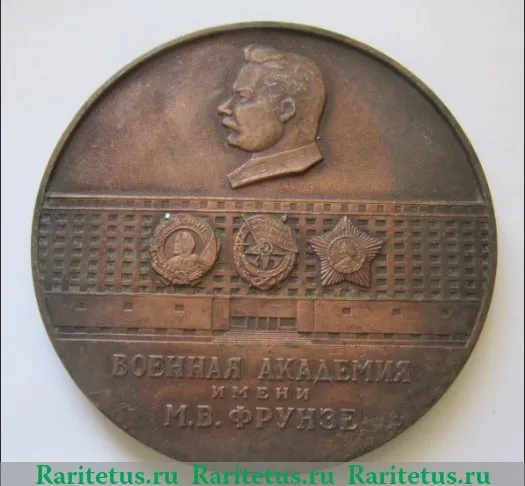 ВОЕННАЯ АКАДЕМИЯ
ИМЕНИ
М.В. ФРУНЗЕ
Raritetus.ru Raritetus.ru Raritetus.ru